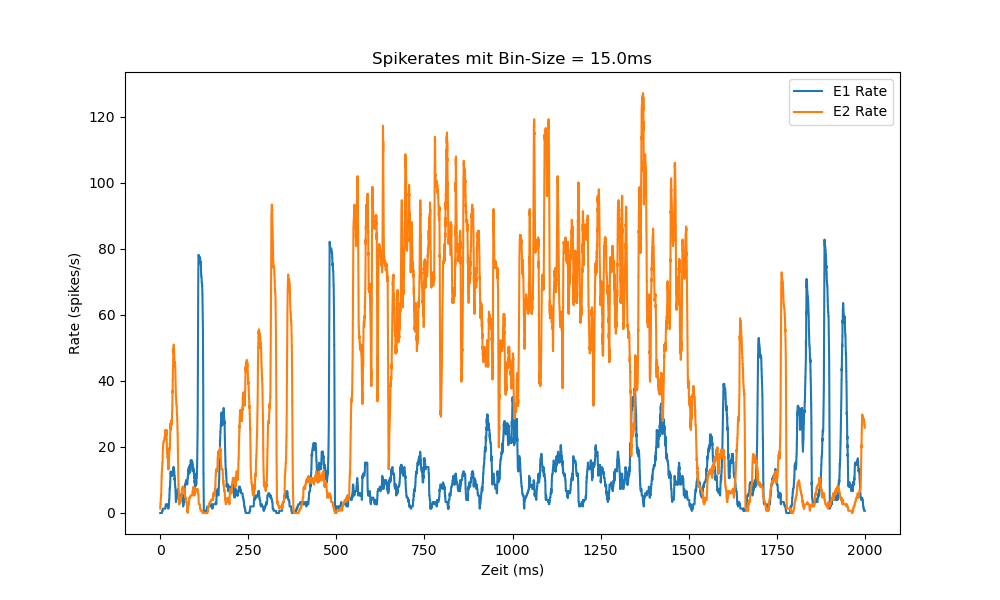 Spikerates mit Bin-Size = 15.0ms
E1 Rate
E2 Rate
Rate (spikes/s)
120
100
80
60
40
20
0
0 250 500 750 1000 1250 1500 1750 2000
Zeit (ms)